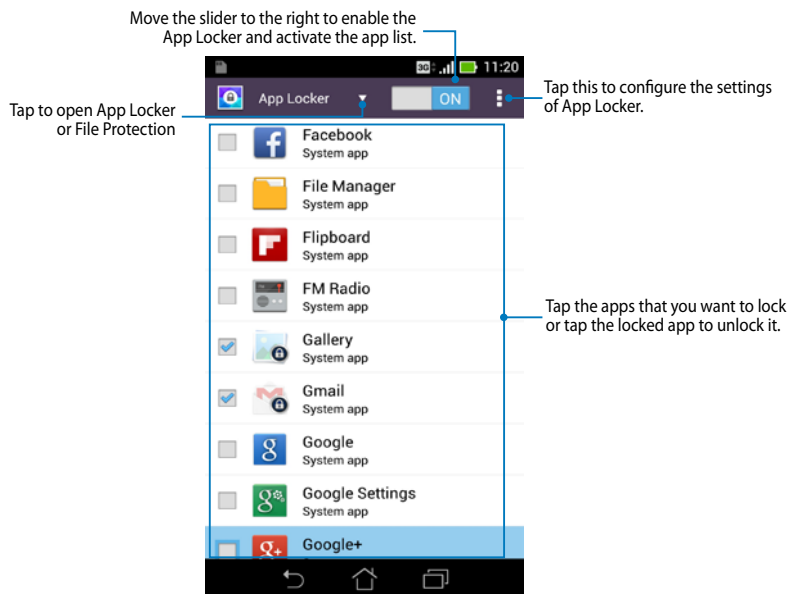 Move the slider to the right to enable the
App Locker and activate the app list.
3G 11:20
App Locker ON
Tap this to configure the settings
of App Locker.
Tap to open App Locker
or File Protection
Facebook
System app
File Manager
System app
Flipboard
System app
FM Radio
System app
Tap the apps that you want to lock
or tap the locked app to unlock it.
Gallery
System app
Gmail
System app
Google
System app
Google Settings
System app
Google+